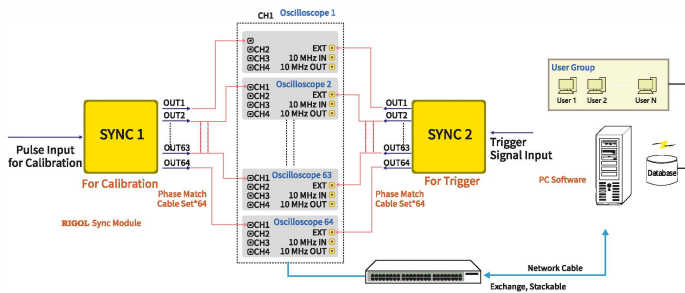 CH1 Oscilloscope 1
CH2
CH3
CH4
EXT
10 MHz IN
10 MHz OUT
Oscilloscope 2
CH1
CH2
CH3
CH4
EXT
10 MHz IN
10 MHz OUT
Oscilloscope 63
CH1
CH2
CH3
CH4
EXT
10 MHz IN
10 MHz OUT
Oscilloscope 64
CH1
CH2
CH3
CH4
EXT
10 MHz IN
10 MHz OUT
Pulse Input
for Calibration
SYNC 1
For Calibration
OUT1
OUT2
OUT63
OUT64
Phase Match
Cable Set*64
RIGOL Sync Module
OUT1
OUT2
OUT63
OUT64
Phase Match
Cable Set*64
SYNC 2
For Trigger
Trigger
Signal Input
User Group
User 1 User 2 User N
PC Software
Database
Network Cable
Exchange, Stackable